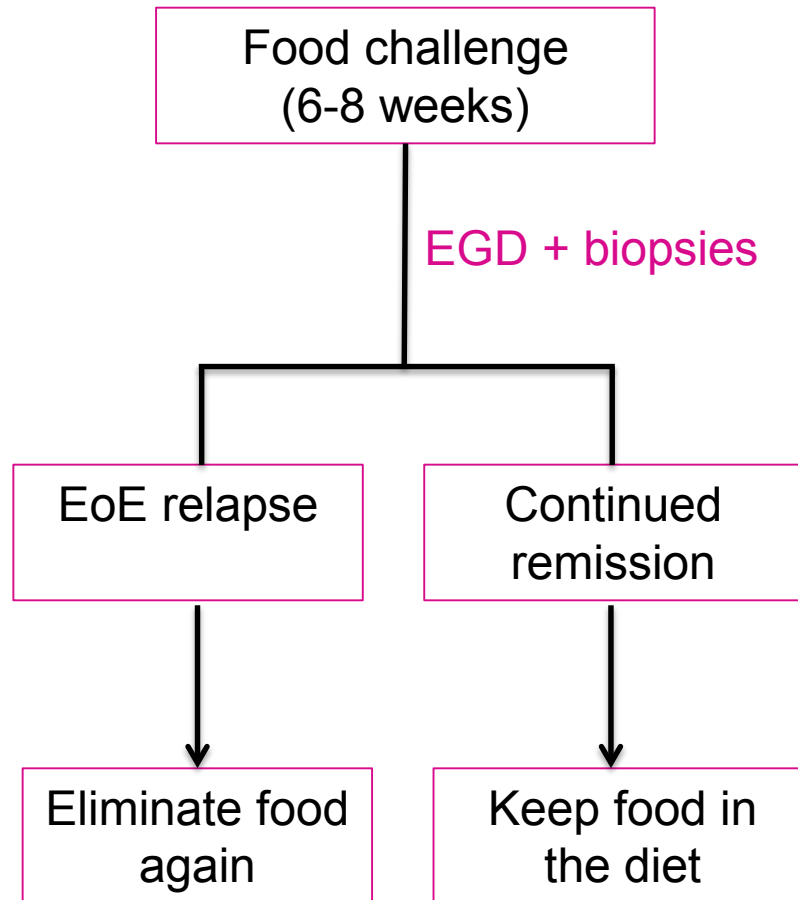 Food challenge
(6-8 weeks)
EGD + biopsies
EoE relapse
Continued
remission
Eliminate food
again
Keep food in
the diet